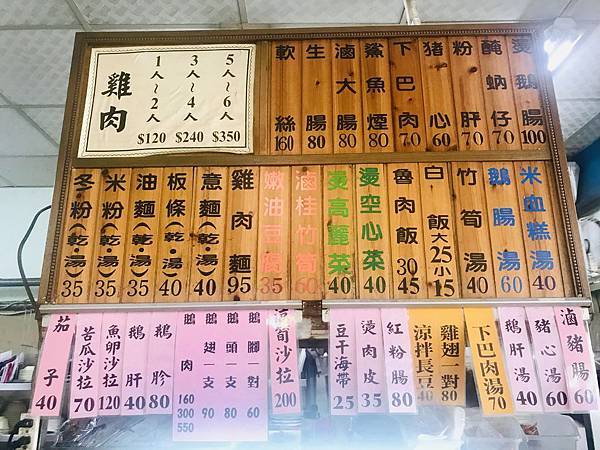 雞肉
1人~2人 $120
3人~4人 $240
5人~6人 $350
軟絲 160
生腸 80
滷大腸 80
鯊魚煙 80
下巴肉 70
豬心 60
粉肝 70
醃蚋仔 70
燙鵝腸 100
冬粉(乾·湯) 35
米粉(乾·湯) 35
油麵(乾·湯) 35
板條(乾·湯) 40
意麵(乾·湯) 40
雞肉麵 95
嫩油豆腐 35
滷桂竹筍 60
燙高麗菜 40
燙空心菜 40
魯肉飯 30 45
白飯 大25 小15
竹筍湯 40
鵝腸湯 60
米血糕湯 40
茄子 40
苦瓜沙拉 70
魚卵沙拉 120
鵝肝 40
鵝胗 80
鵝肉 160 300 550
鵝翅一支 90
鵝頭一支 80
鵝腳一對 60
筍沙拉 200
豆干海帶 25
燙肉皮 35
紅粉腸 80
涼拌長豆 40
雞翅一對 80
下巴肉湯 70
鵝肝湯 40
豬心湯 60
滷豬腸 60